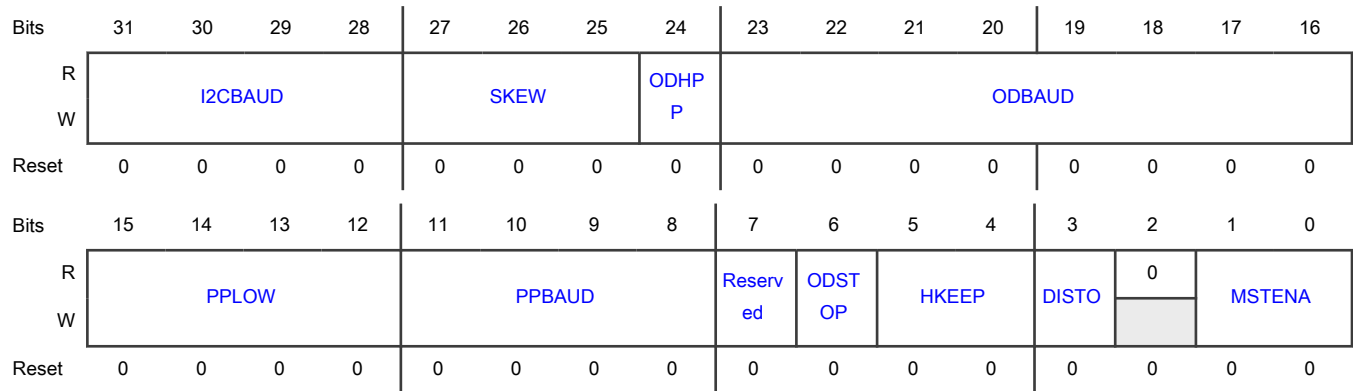 Bits 31 30 29 28 27 26 25 24 23 22 21 20 19 18 17 16
R
W
I2CBAUD SKEW ODHP
P ODBAUD
Reset 0 0 0 0 0 0 0 0 0 0 0 0 0 0 0 0
Bits 15 14 13 12 11 10 9 8 7 6 5 4 3 2 1 0
R
W
PPLOW PPBAUD Reserv
ed ODST
OP HKEEP DISTO 0 MSTENA
Reset 0 0 0 0 0 0 0 0 0 0 0 0 0 0 0 0